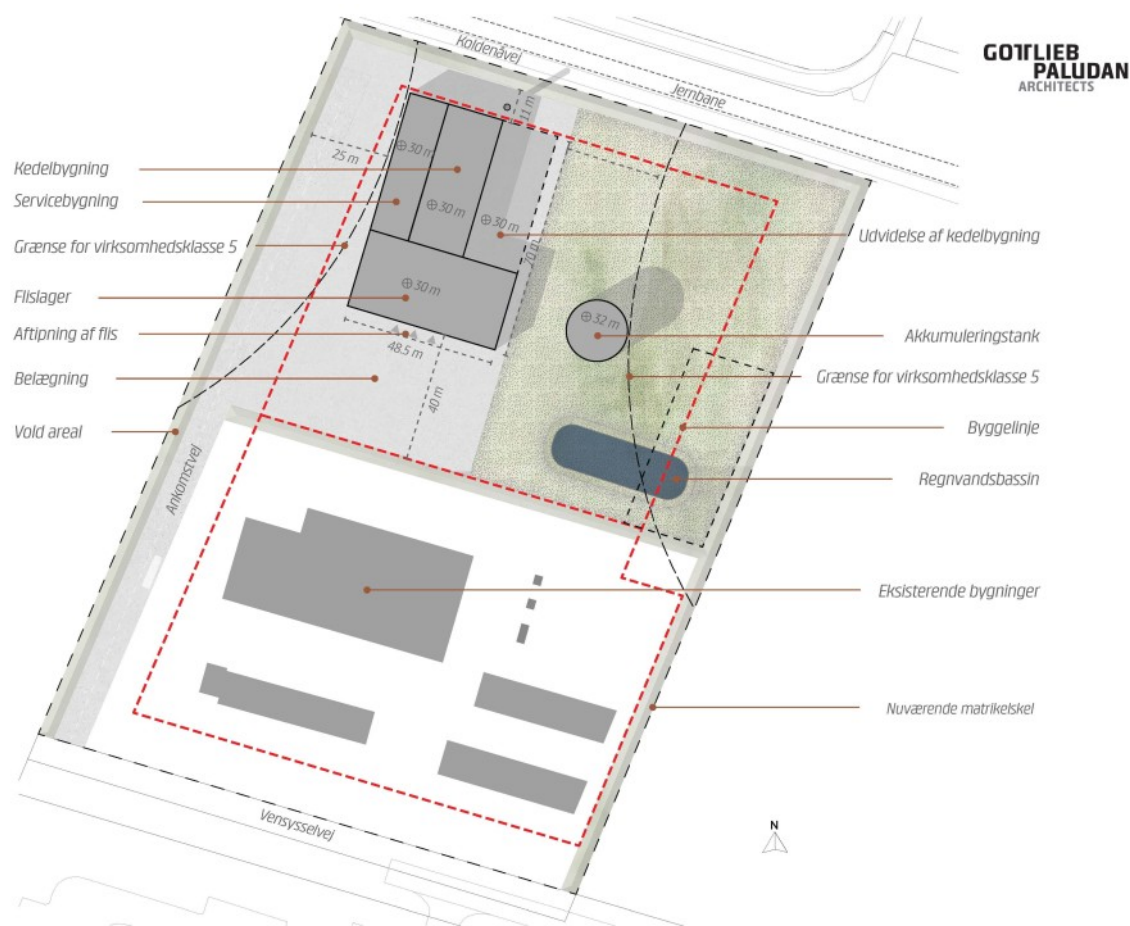 GOTTLIEB
PALUDAN
ARCHITECTS
Koldenåvej
Jernbane
11 m
25 m
Kedelbygning
Servicebygning
Grænse for virksomhedsklasse 5
Flislager
Aftipning af flis
Belægning
Vold areal
30 m
30 m
30 m
30 m
70 m
48.5 m
40 m
32 m
Udvidelse af kedelbygning
Akkumuleringstank
Grænse for virksomhedsklasse 5
Byggelinje
Regnvandsbassin
Ankomstvej
Eksisterende bygninger
Nuværende matrikelskel
Vensysselvej
N